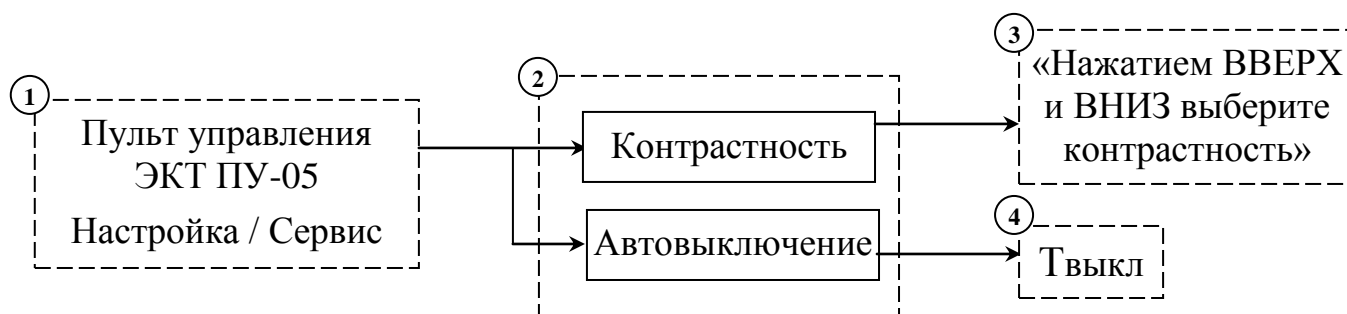 1
Пульт управления
ЭКТ ПУ-05
Настройка / Сервис
2
Контрастность
Автовыключение
3
«Нажатием ВВЕРХ
и ВНИЗ выберите
контрастность»
4
Твыкл